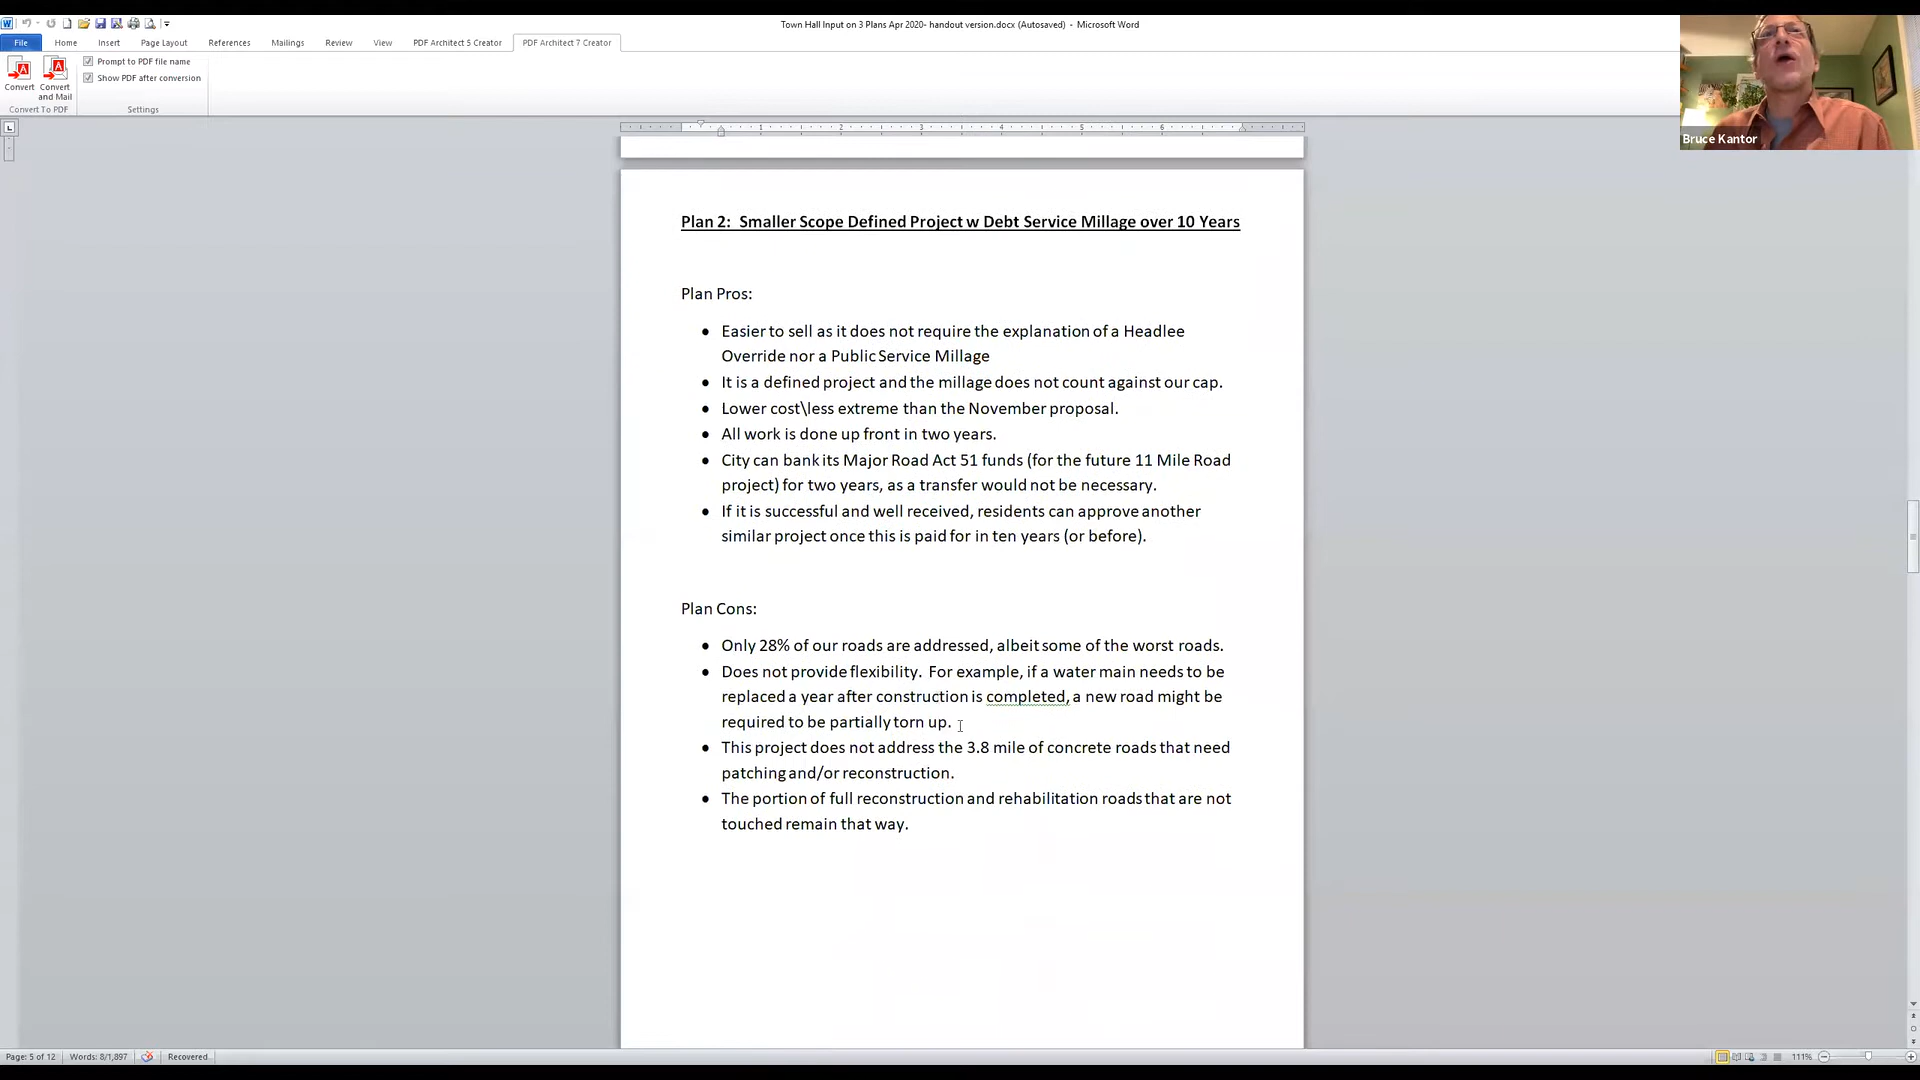 Town Hall Input on 3 Plans Apr 2020- handout version.docx (Autosaved) - Microsoft Word
File Home Insert Page Layout References Mailings Review View PDF Architect 5 Creator PDF Architect 7 Creator
Convert
Convert and Mail
Prompt to PDF file name
Show PDF after conversion
Convert To PDF
Settings
Bruce Kantor
1 2 3 4 5 6
Plan 2: Smaller Scope Defined Project w Debt Service Millage over 10 Years
Plan Pros:
• Easier to sell as it does not require the explanation of a Headlee
Override nor a Public Service Millage
• It is a defined project and the millage does not count against our cap.
• Lower cost\less extreme than the November proposal.
• All work is done up front in two years.
• City can bank its Major Road Act 51 funds (for the future 11 Mile Road
project) for two years, as a transfer would not be necessary.
• If it is successful and well received, residents can approve another
similar project once this is paid for in ten years (or before).
Plan Cons:
• Only 28% of our roads are addressed, albeit some of the worst roads.
• Does not provide flexibility. For example, if a water main needs to be
replaced a year after construction is completed, a new road might be
required to be partially torn up.
• This project does not address the 3.8 mile of concrete roads that need
patching and/or reconstruction.
• The portion of full reconstruction and rehabilitation roads that are not
touched remain that way.
Page: 5 of 12 Words: 8/1,897 Recovered 111%